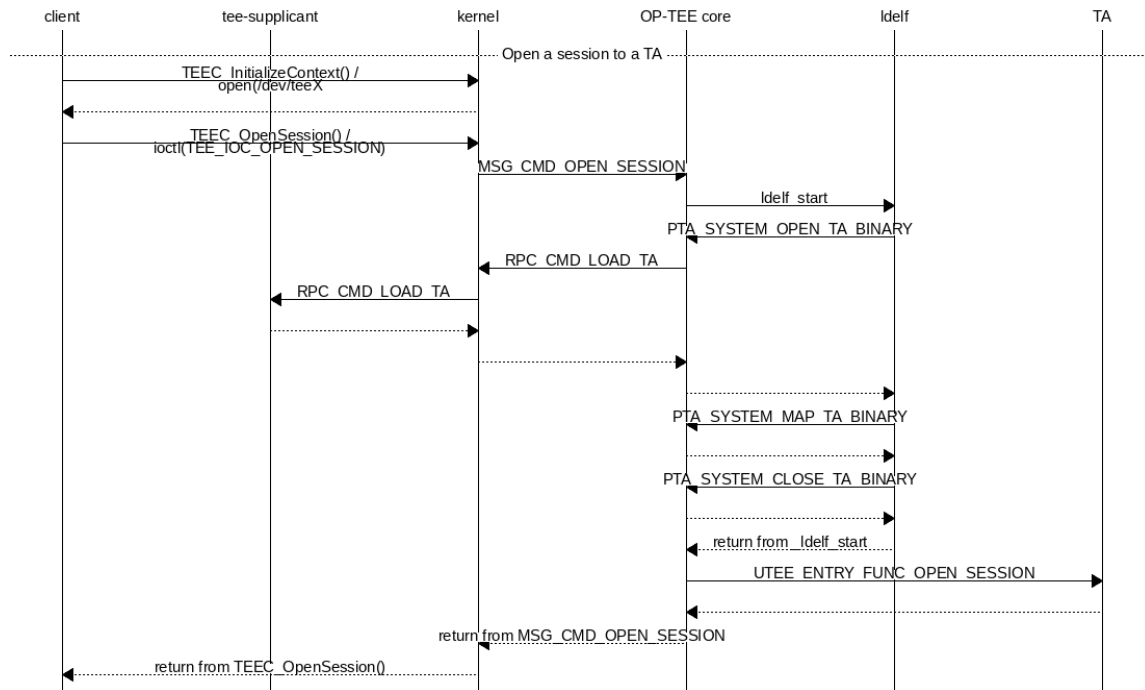 client tee-supplicant kernel OP-TEE core ldelf TA
Open a session to a TA
TEEC_InitializeContext() /
open(/dev/teeX
TEEC_OpenSession() /
ioctl(TEE_IOC_OPEN_SESSION)
MSG_CMD_OPEN_SESSION
ldelf_start
PTA_SYSTEM_OPEN_TA_BINARY
RPC_CMD_LOAD_TA
RPC_CMD_LOAD_TA
PTA_SYSTEM_MAP_TA_BINARY
PTA_SYSTEM_CLOSE_TA_BINARY
return from _ldelf_start
UTEE_ENTRY_FUNC_OPEN_SESSION
return from MSG_CMD_OPEN_SESSION
return from TEEC_OpenSession()